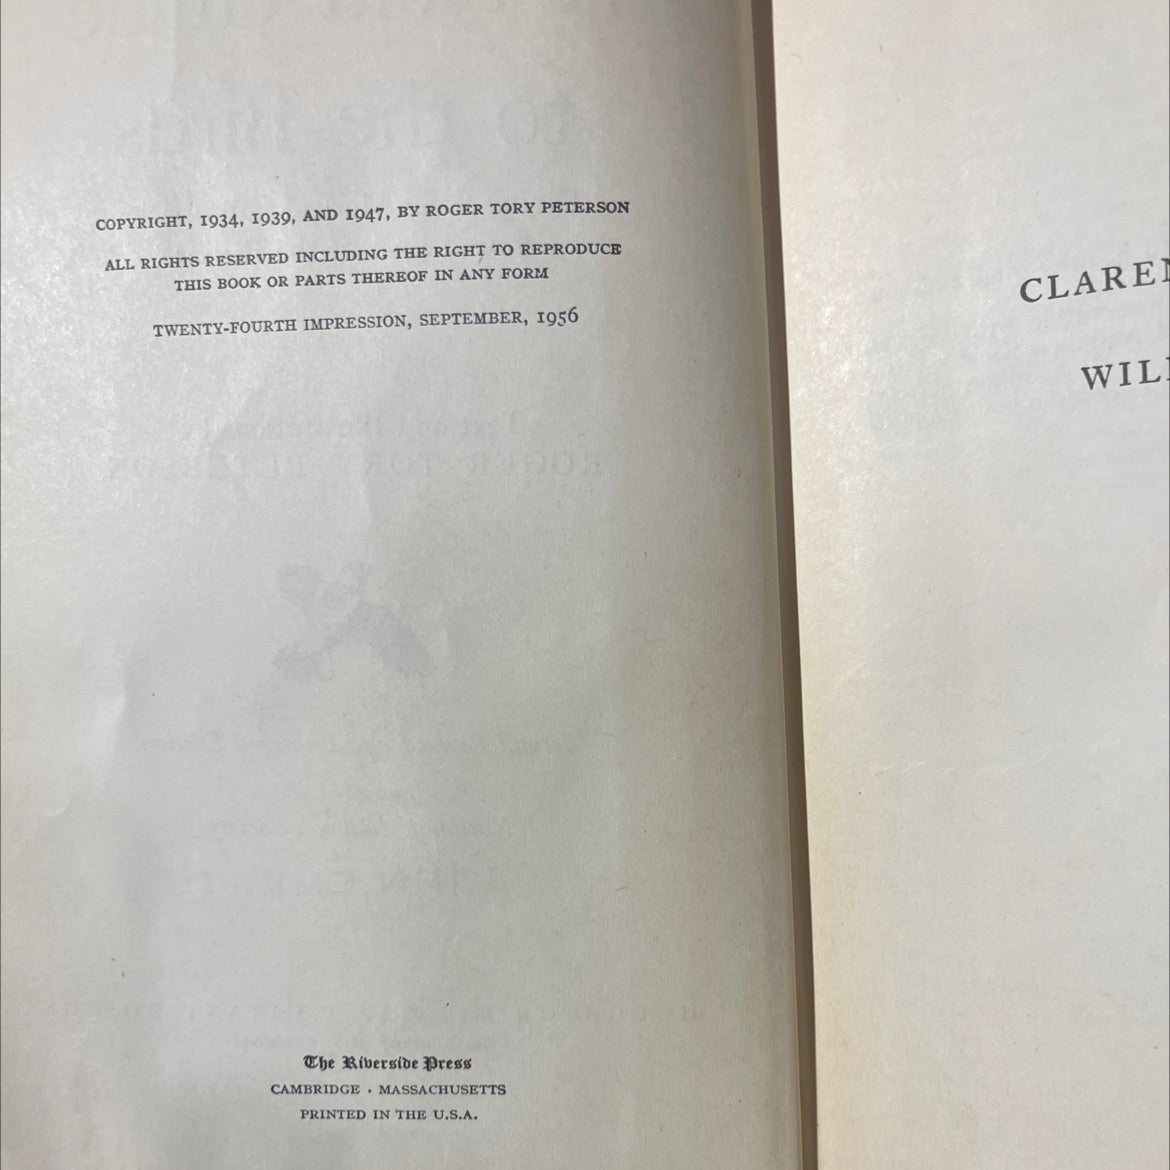 COPYRIGHT, 1934, 1939, AND 1947, BY ROGER TORY PETERSON
ALL RIGHTS RESERVED INCLUDING THE RIGHT TO REPRODUCE
THIS BOOK OR PARTS THEREOF IN ANY FORM
TWENTY-FOURTH IMPRESSION, SEPTEMBER, 1956
The Riverside Press
CAMBRIDGE · MASSACHUSETTS
PRINTED IN THE U.S.A.
CLAREN
WILL